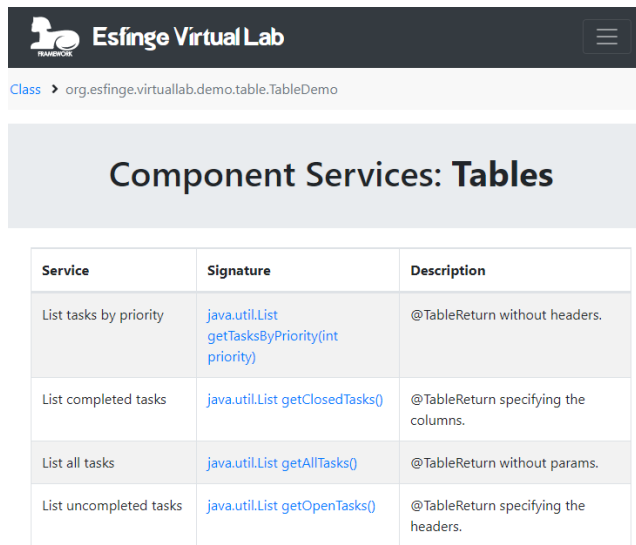 FRAMEWORK
Esfinge Virtual Lab
Class > org.esfinge.virtuallab.demo.table.TableDemo
Component Services: Tables
Service Signature Description
List tasks by priority java.util.List @TableReturn without headers.
getTasksByPriority(int
priority)
List completed tasks java.util.List getClosedTasks() @TableReturn specifying the
columns.
List all tasks java.util.List getAllTasks() @TableReturn without params.
List uncompleted tasks java.util.List getOpenTasks() @TableReturn specifying the
headers.